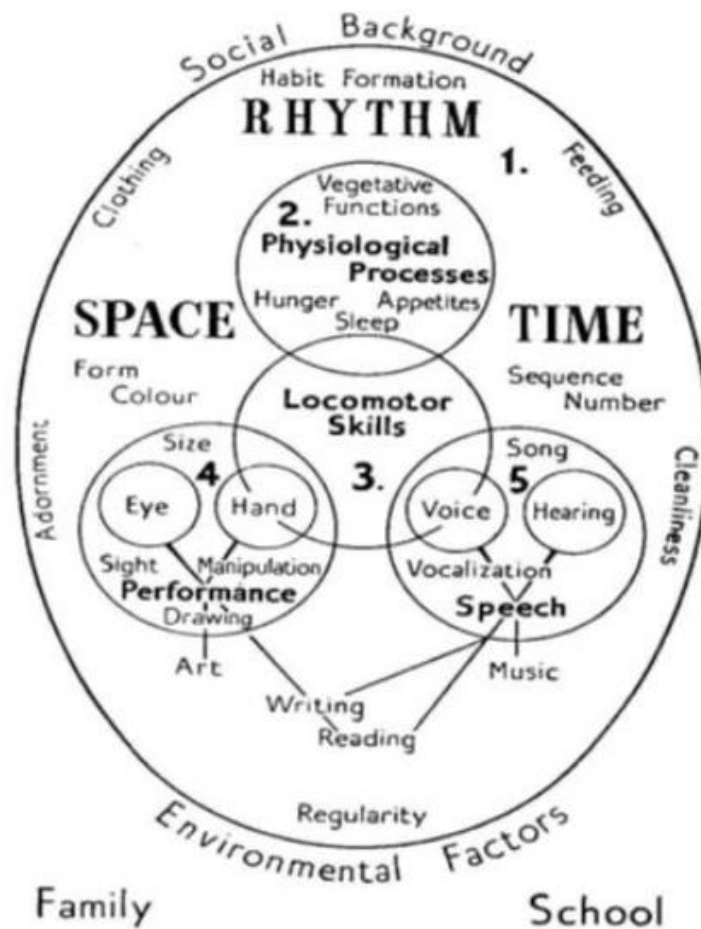 Social Background
Habit Formation
RHYTHM
1.
Clothing
Feeding
Vegetative
Functions
2.
Physiological
Processes
Hunger Appetites
Sleep
SPACE
TIME
Form
Colour
Sequence
Number
Locomotor
Skills
3.
Adornment
Cleanliness
Size
4
Eye
Hand
Sight
Manipulation
Performance
Drawing
Art
Song
5
Voice
Hearing
Vocalization
Speech
Music
Writing
Reading
Regularity
Environmental Factors
Family
School